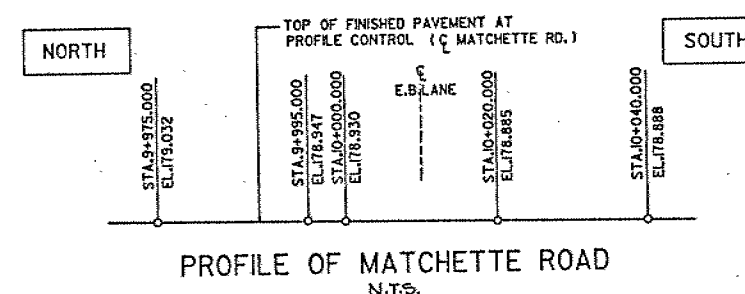 TOP OF FINISHED PAVEMENT AT
PROFILE CONTROL (℄ MATCHETTE RD.)
NORTH
SOUTH
℄
E.B.LANE
STA.9+975.000
EL.179.032
STA.9+995.000
EL.178.947
STA.10+000.000
EL.178.930
STA.10+020.000
EL.178.885
STA.10+040.000
EL.178.888
PROFILE OF MATCHETTE ROAD
N.T.S.